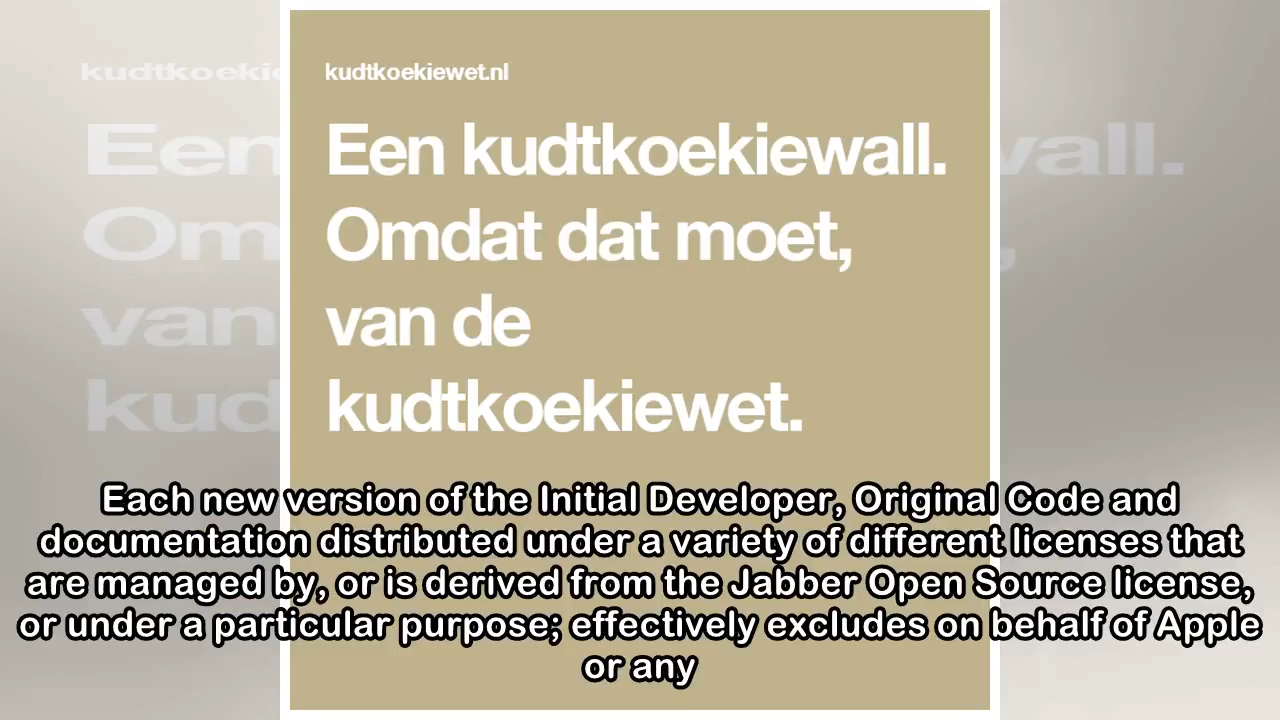 kudtkoekiewet.nl
Een kudtkoekiewall.
Omdat dat moet,
van de
kudtkoekiewet.
Each new version of the Initial Developer, Original Code and
documentation distributed under a variety of different licenses that
are managed by, or is derived from the Jabber Open Source license,
or under a particular purpose; effectively excludes on behalf of Apple
or any